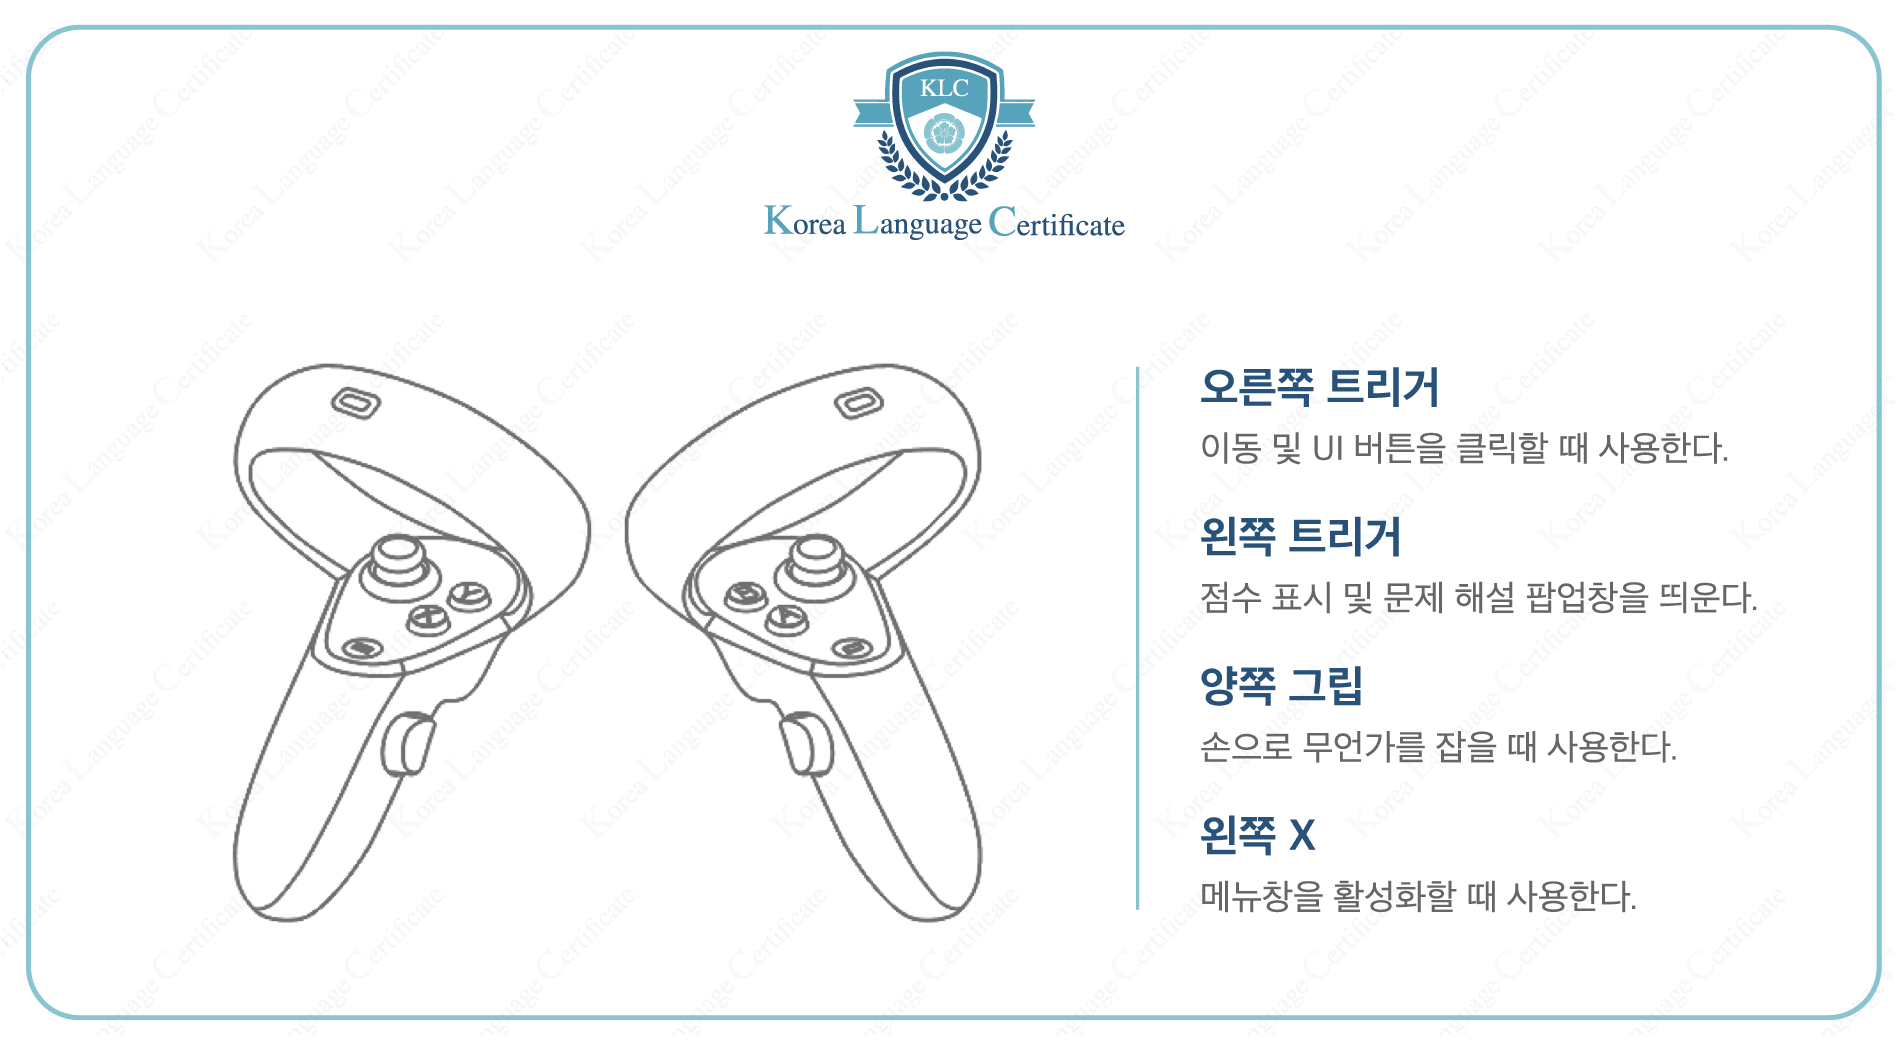 KLC
Korea Language Certificate
오른쪽 트리거
이동 및 UI 버튼을 클릭할 때 사용한다.
왼쪽 트리거
점수 표시 및 문제 해설 팝업창을 띄운다.
양쪽 그립
손으로 무언가를 잡을 때 사용한다.
왼쪽 X
메뉴창을 활성화할 때 사용한다.